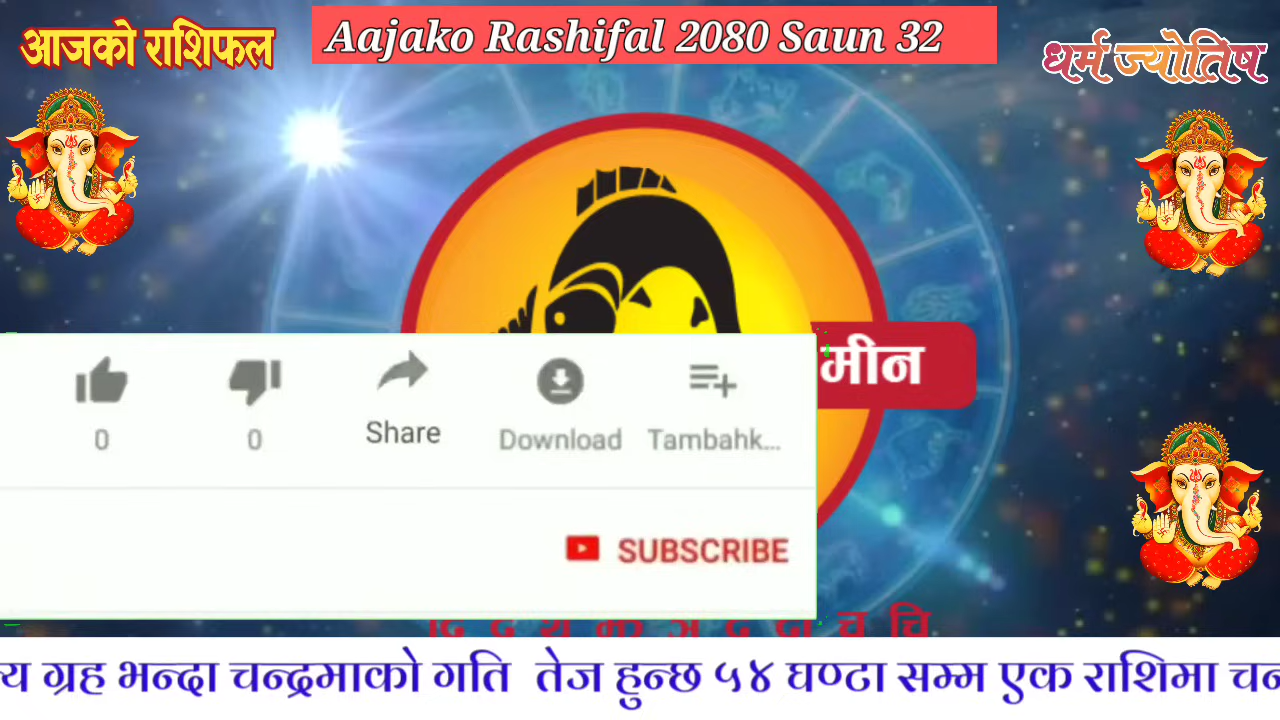 आजको राशिफल
Aajako Rashifal 2080 Saun 32
धर्म ज्योतिष
मीन
0
0
Share
Download
Tambahk...
SUBSCRIBE
ग्रह भन्दा चन्द्रमाको गति तेज हुन्छ ५४ घण्टा सम्म एक राशिमा